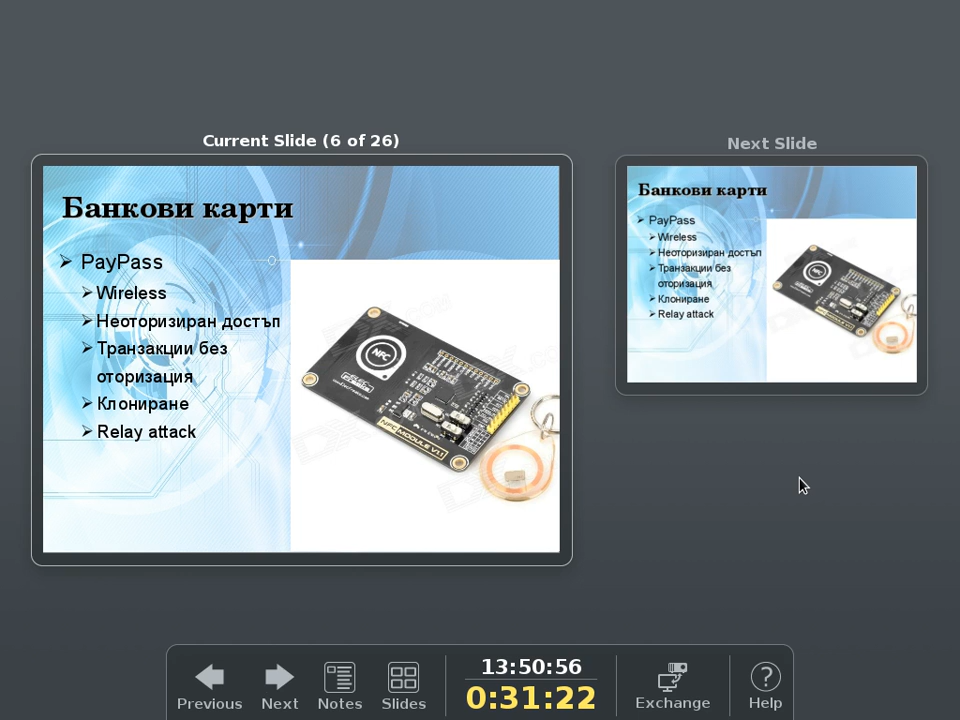 Current Slide (6 of 26)
Банкови карти
PayPass
Wireless
Неоторизиран достъп
Транзакции без
оторизация
Клониране
Relay attack
NFC
NFC MODULE V1.1
Next Slide
Банкови карти
PayPass
Wireless
Неоторизиран достъп
Транзакции без
оторизация
Клониране
Relay attack
NFC
Previous
Next
Notes
Slides
13:50:56
0:31:22
Exchange
Help